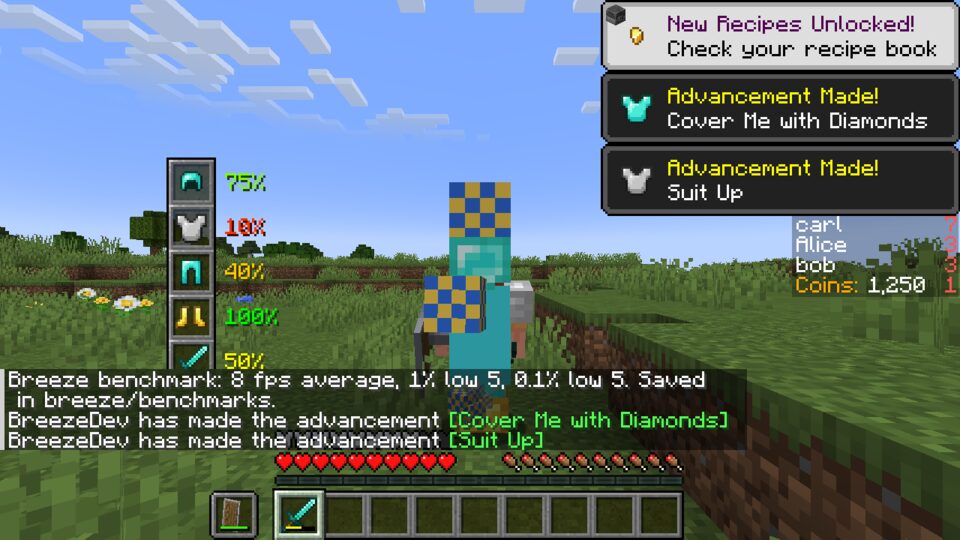 New Recipes Unlocked!
Check your recipe book
Advancement Made!
Cover Me with Diamonds
Advancement Made!
Suit Up
75%
10%
40%
100%
50%
carl 7
Alice 3
bob 3
Coins: 1,250 1
Breeze benchmark: 8 fps average, 1% low 5, 0.1% low 5. Saved
in breeze/benchmarks.
BreezeDev has made the advancement [Cover Me with Diamonds]
BreezeDev has made the advancement [Suit Up]